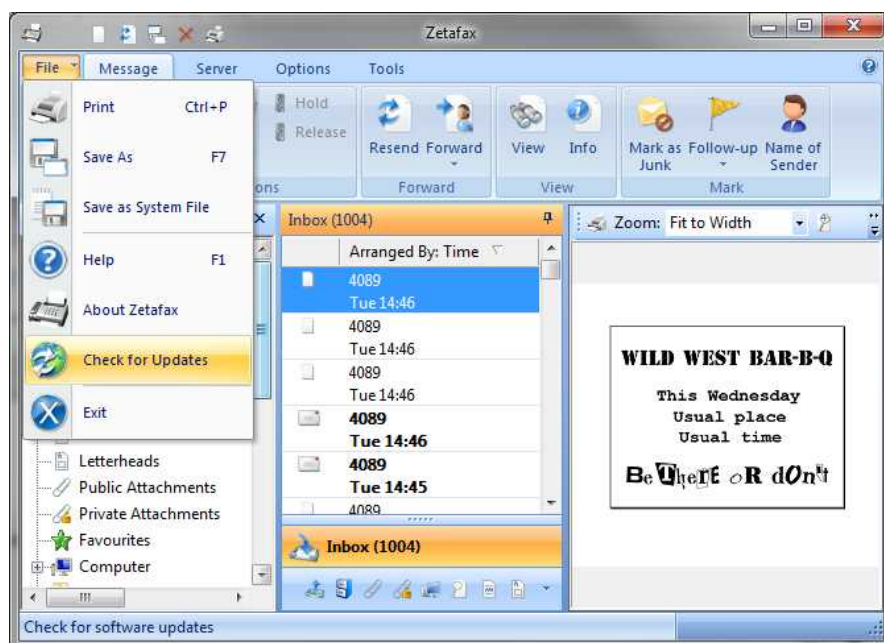 Zetafax
File Message Server Options Tools
Print Ctrl+P
Save As F7
Save as System File
Help F1
About Zetafax
Check for Updates
Exit
Hold
Release
Resend Forward
View Info
Mark as Junk
Follow-up
Name of Sender
Forward
View
Mark
Letterheads
Public Attachments
Private Attachments
Favourites
Computer
Inbox (1004)
Arranged By: Time
4089
Tue 14:46
4089
Tue 14:46
4089
Tue 14:46
4089
Tue 14:46
4089
Tue 14:45
4089
Inbox (1004)
Zoom: Fit to Width
WILD WEST BAR-B-Q
This Wednesday
Usual place
Usual time
Be tHerE oR dOn't
Check for software updates